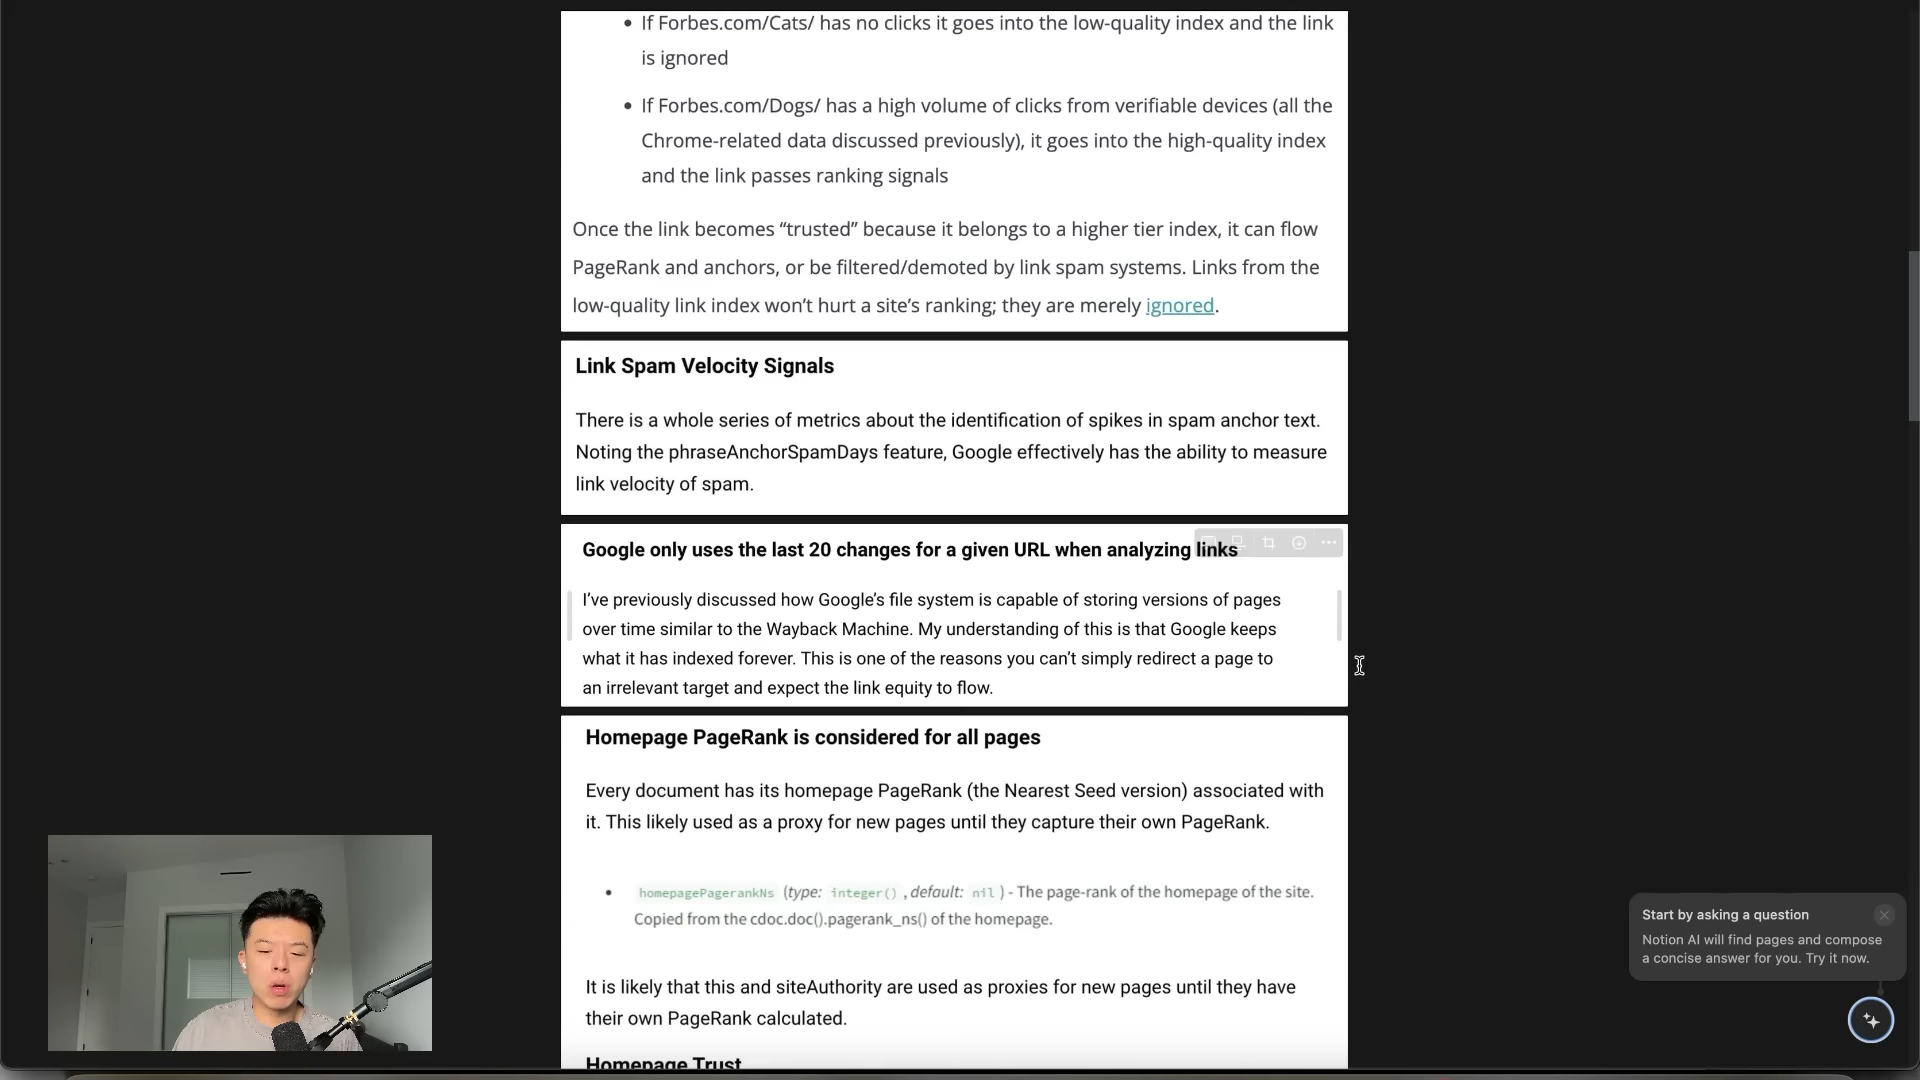 If Forbes.com/Cats/ has no clicks it goes into the low-quality index and the link
is ignored
If Forbes.com/Dogs/ has a high volume of clicks from verifiable devices (all the
Chrome-related data discussed previously), it goes into the high-quality index
and the link passes ranking signals
Once the link becomes “trusted” because it belongs to a higher tier index, it can flow
PageRank and anchors, or be filtered/demoted by link spam systems. Links from the
low-quality link index won’t hurt a site’s ranking; they are merely ignored.
Link Spam Velocity Signals
There is a whole series of metrics about the identification of spikes in spam anchor text.
Noting the phraseAnchorSpamDays feature, Google effectively has the ability to measure
link velocity of spam.
Google only uses the last 20 changes for a given URL when analyzing links
I’ve previously discussed how Google’s file system is capable of storing versions of pages
over time similar to the Wayback Machine. My understanding of this is that Google keeps
what it has indexed forever. This is one of the reasons you can’t simply redirect a page to
an irrelevant target and expect the link equity to flow.
Homepage PageRank is considered for all pages
Every document has its homepage PageRank (the Nearest Seed version) associated with
it. This likely used as a proxy for new pages until they capture their own PageRank.
homepagePagerankNs (type: integer(), default: nil) - The page-rank of the homepage of the site.
Copied from the cdoc.doc().pagerank_ns() of the homepage.
It is likely that this and siteAuthority are used as proxies for new pages until they have
their own PageRank calculated.
Homepage Trust
Start by asking a question
Notion AI will find pages and compose
a concise answer for you. Try it now.